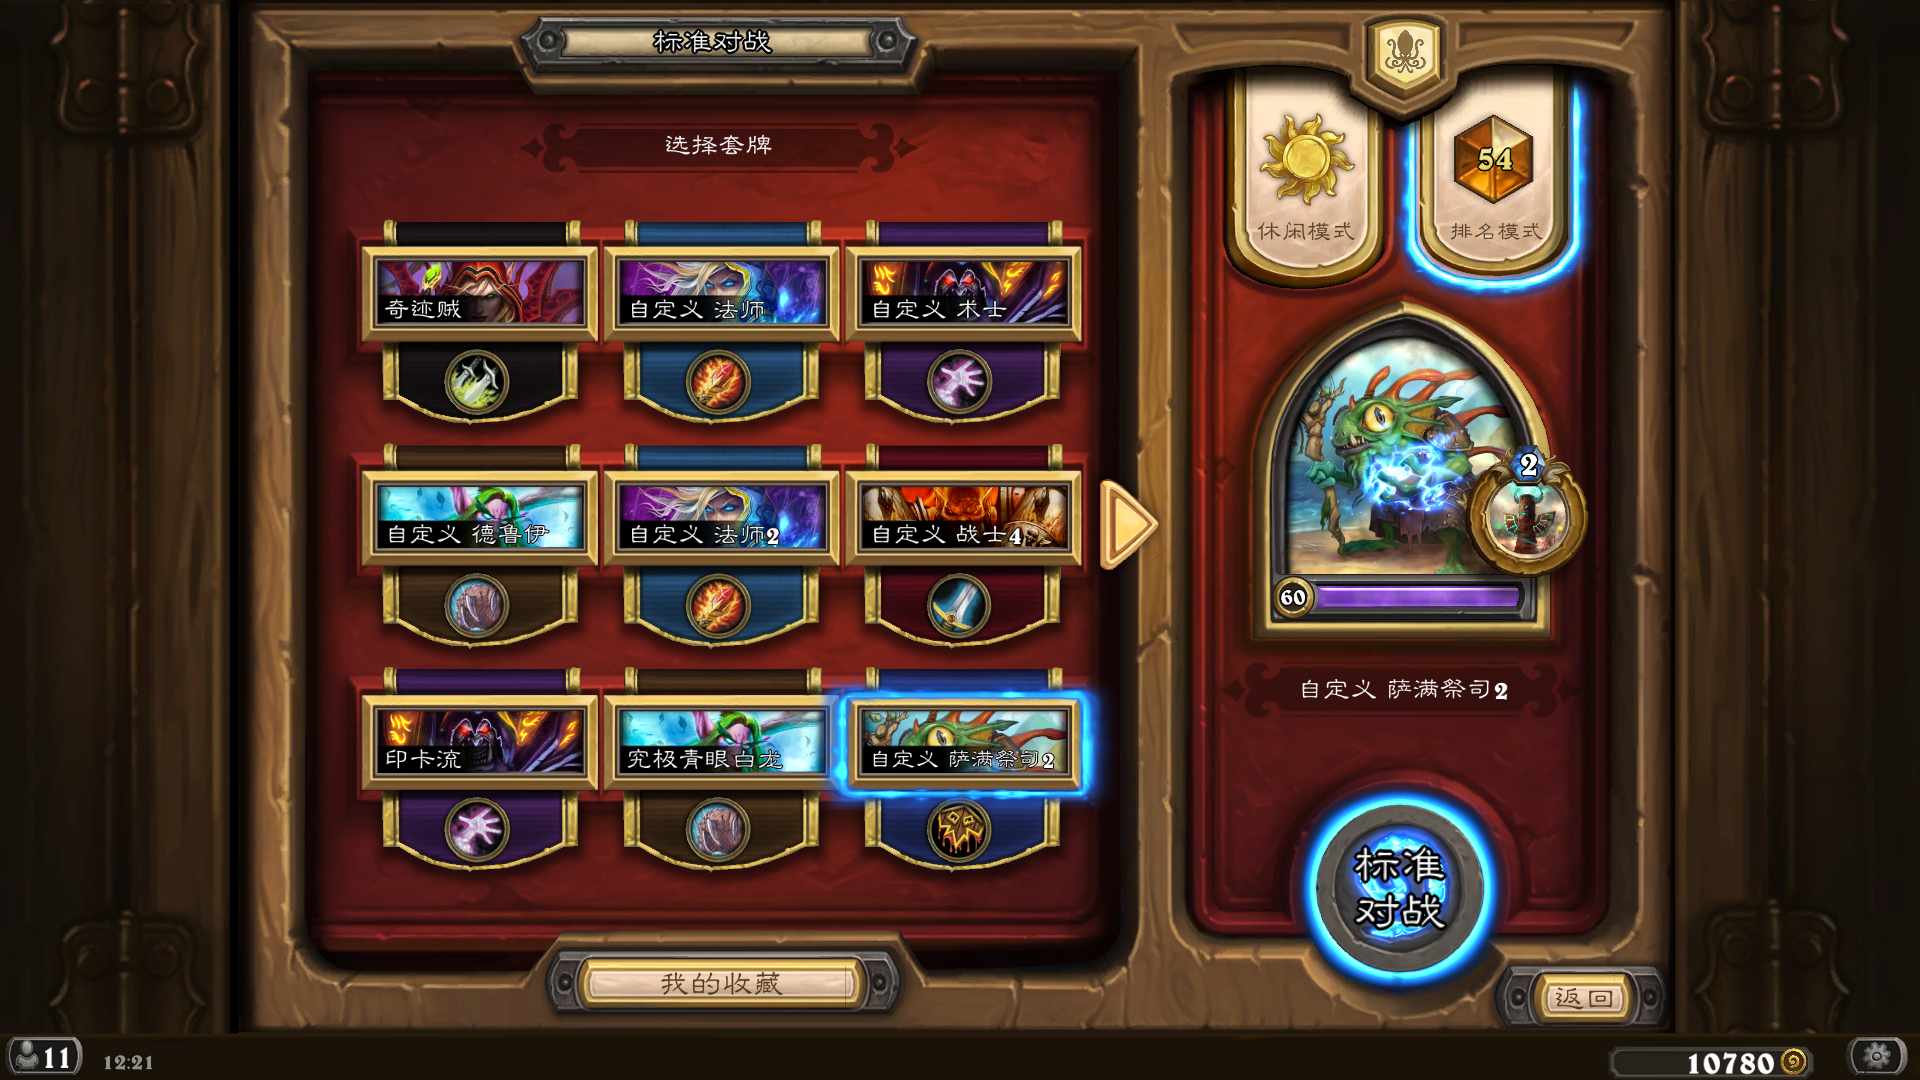 标准对战
选择套牌
奇迹贼
自定义 法师
自定义 术士
自定义 德鲁伊
自定义 法师2
自定义 战士4
印卡流
究极青眼白龙
自定义 萨满祭司2
我的收藏
休闲模式
54
排名模式
2
60
自定义 萨满祭司2
标准
对战
返回
11
12:21
10780